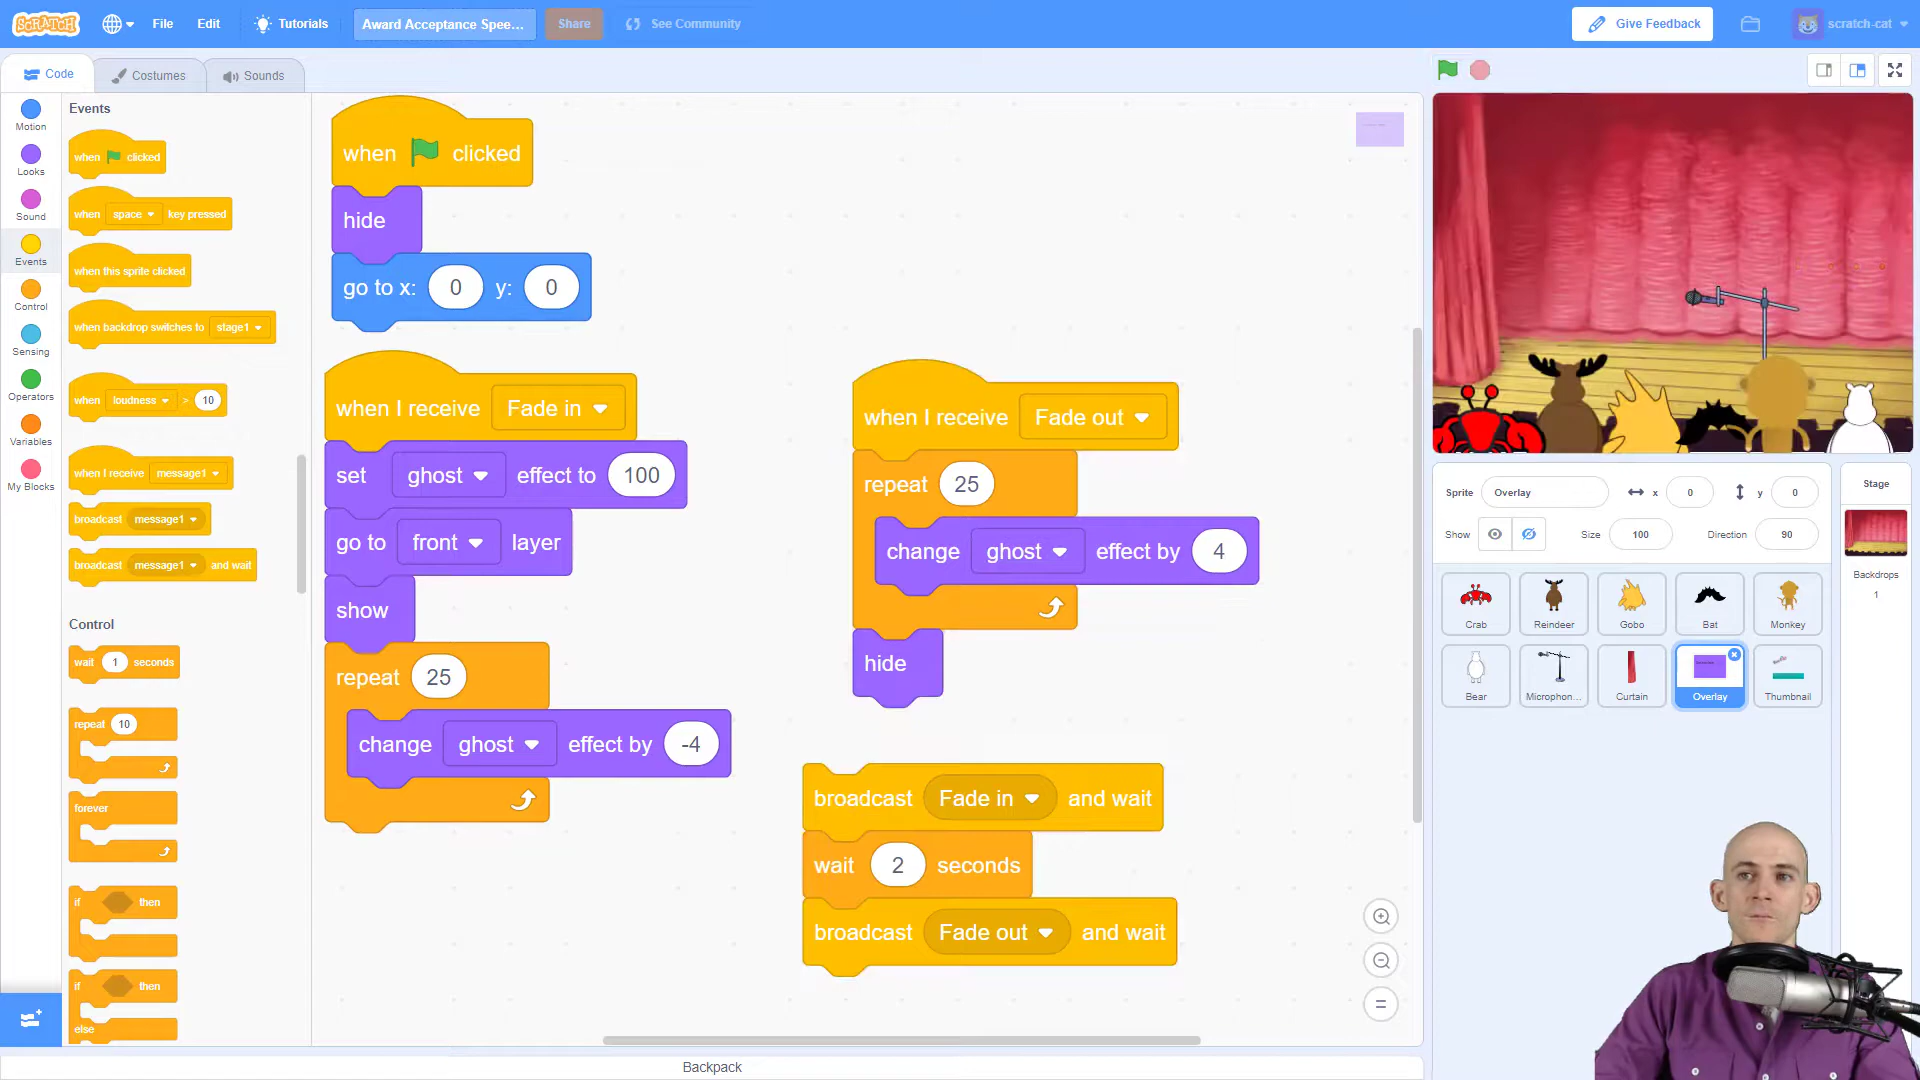 SCRATCH
File
Edit
Tutorials
Award Acceptance Spee...
Share
See Community
Give Feedback
scratch-cat
Code
Costumes
Sounds
Motion
Looks
Sound
Events
Control
Sensing
Operators
Variables
My Blocks
Events
when clicked
when space key pressed
when this sprite clicked
when backdrop switches to stage1
when loudness > 10
when I receive message1
broadcast message1
broadcast message1 and wait
Control
wait 1 seconds
repeat 10
forever
if then
if then
else
when clicked
hide
go to x: 0 y: 0
when I receive Fade in
set ghost effect to 100
go to front layer
show
repeat 25
change ghost effect by -4
when I receive Fade out
repeat 25
change ghost effect by 4
hide
broadcast Fade in and wait
wait 2 seconds
broadcast Fade out and wait
Backpack
Sprite Overlay x 0 y 0
Show Size 100 Direction 90
Crab
Reindeer
Gobo
Bat
Monkey
Bear
Microphon...
Curtain
Overlay
Thumbnail
Stage
Backdrops
1